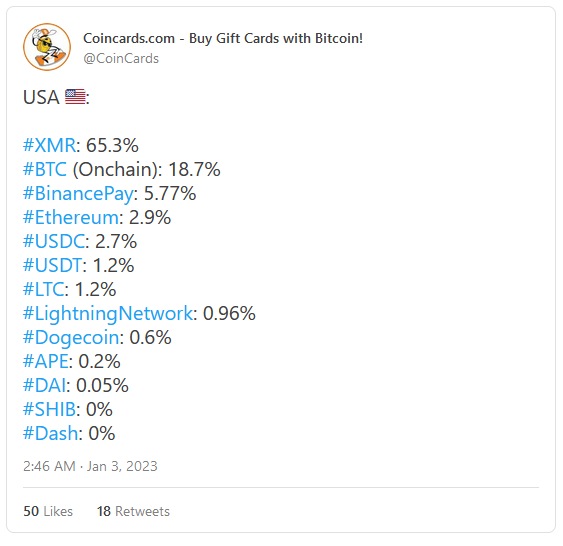 Coincards.com - Buy Gift Cards with Bitcoin!
@CoinCards
USA 🇺🇸:
#XMR: 65.3%
#BTC (Onchain): 18.7%
#BinancePay: 5.77%
#Ethereum: 2.9%
#USDC: 2.7%
#USDT: 1.2%
#LTC: 1.2%
#LightningNetwork: 0.96%
#Dogecoin: 0.6%
#APE: 0.2%
#DAI: 0.05%
#SHIB: 0%
#Dash: 0%
2:46 AM · Jan 3, 2023
50 Likes 18 Retweets